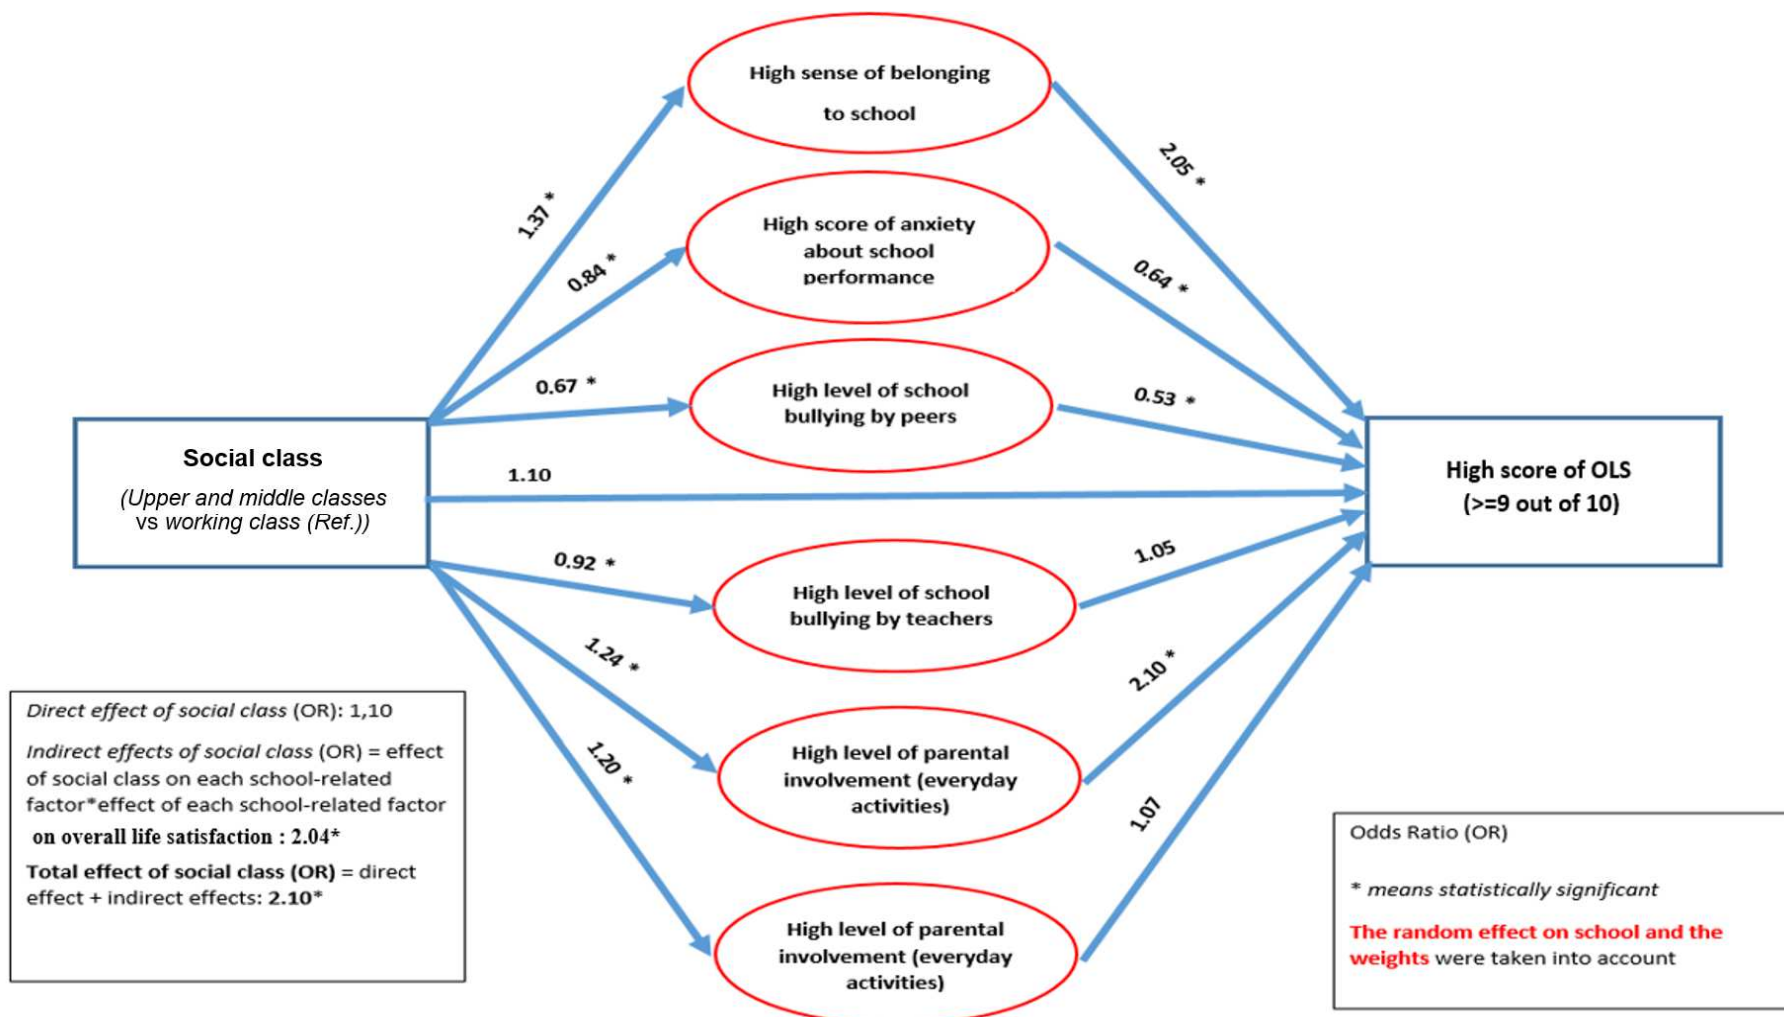 High sense of belonging
to school
2.05 *
1.37 *
High score of anxiety
about school
performance
0.84 *
0.64 *
0.67 *
High level of school
bullying by peers
0.53 *
Social class
(Upper and middle classes
vs working class (Ref.))
1.10
High score of OLS
(>=9 out of 10)
0.92 *
High level of school
bullying by teachers
1.05
1.24 *
2.10 *
High level of parental
involvement (everyday
activities)
1.20 *
1.07
High level of parental
involvement (everyday
activities)
Direct effect of social class (OR): 1,10
Indirect effects of social class (OR) = effect
of social class on each school-related
factor*effect of each school-related factor
on overall life satisfaction : 2.04*
Total effect of social class (OR) = direct
effect + indirect effects: 2.10*
Odds Ratio (OR)
* means statistically significant
The random effect on school and the
weights were taken into account